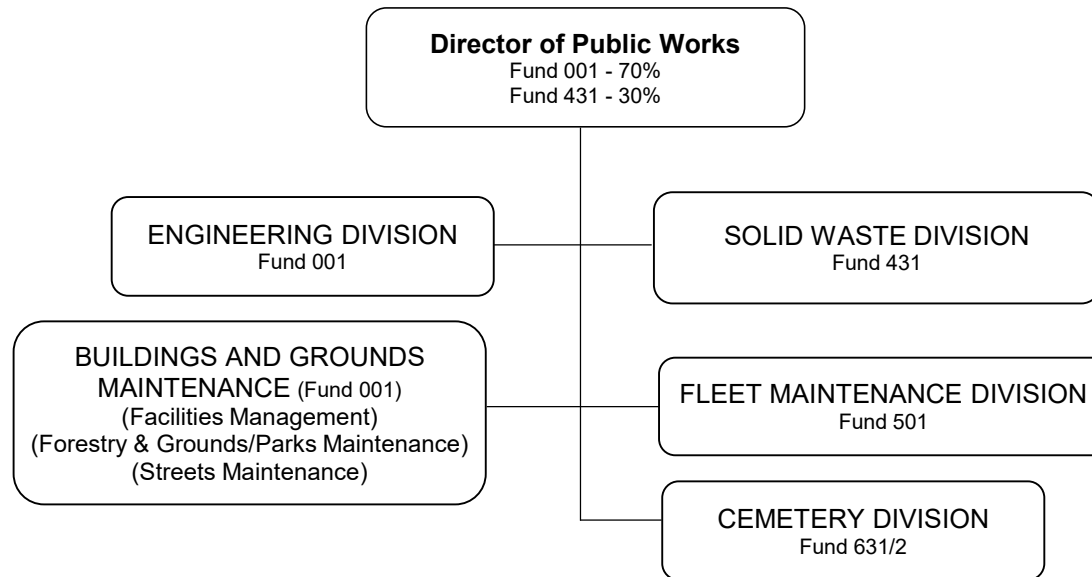 Director of Public Works
Fund 001 - 70%
Fund 431 - 30%
ENGINEERING DIVISION
Fund 001
SOLID WASTE DIVISION
Fund 431
BUILDINGS AND GROUNDS
MAINTENANCE (Fund 001)
(Facilities Management)
(Forestry & Grounds/Parks Maintenance)
(Streets Maintenance)
FLEET MAINTENANCE DIVISION
Fund 501
CEMETERY DIVISION
Fund 631/2